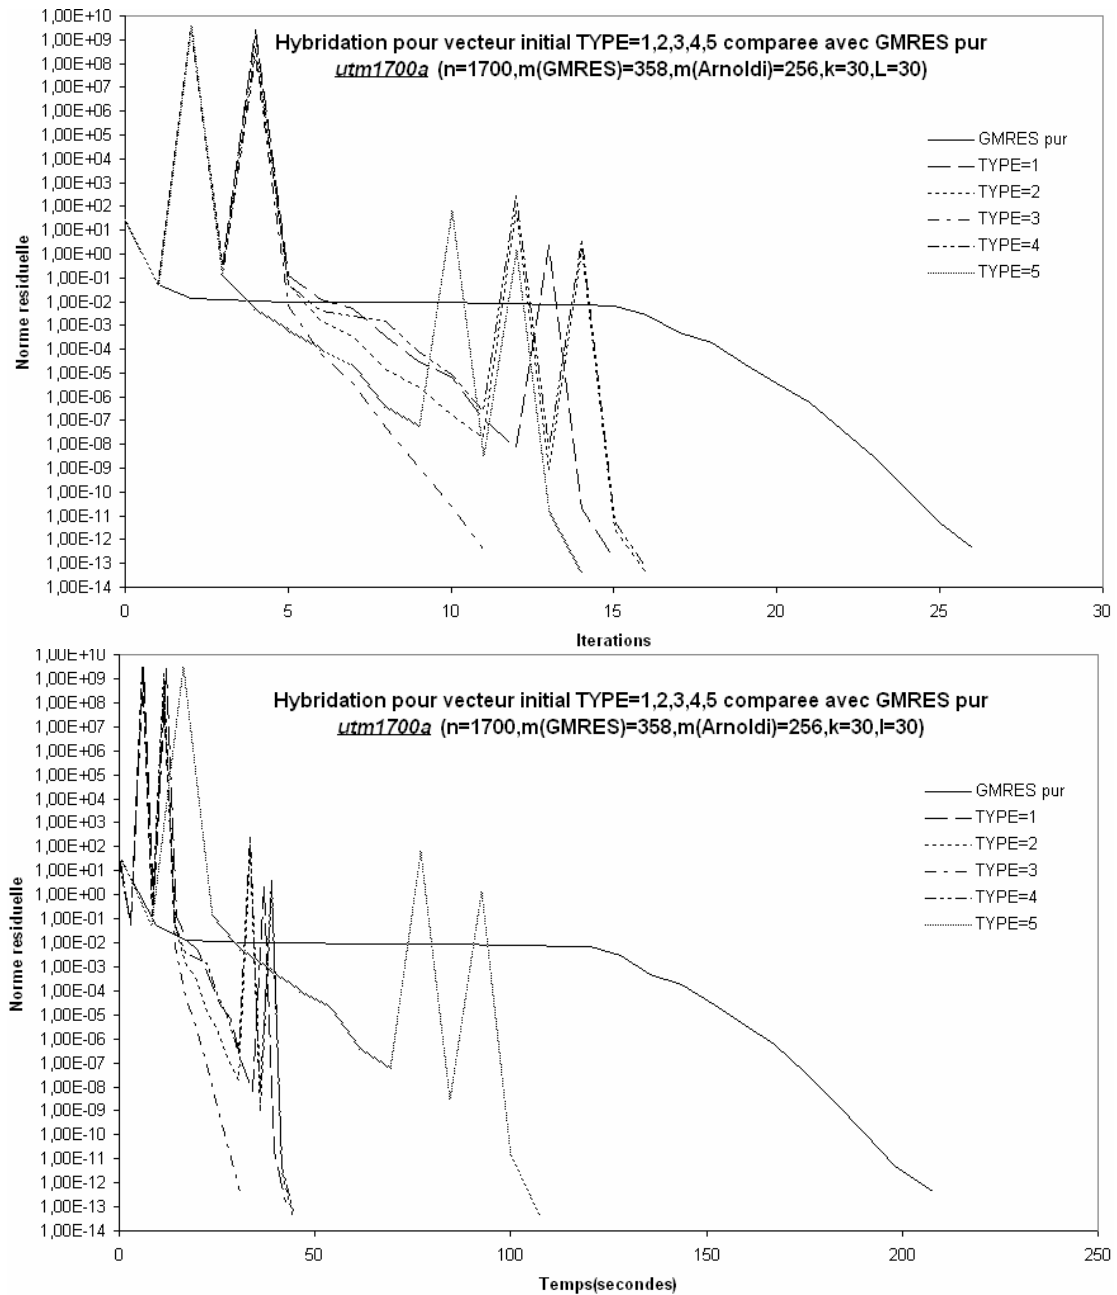 1,00E+10
1,00E+09
1,00E+08
1,00E+07
1,00E+06
1,00E+05
1,00E+04
1,00E+03
1,00E+02
1,00E+01
1,00E+00
1,00E-01
1,00E-02
1,00E-03
1,00E-04
1,00E-05
1,00E-06
1,00E-07
1,00E-08
1,00E-09
1,00E-10
1,00E-11
1,00E-12
1,00E-13
1,00E-14
Norme residuelle
Hybridation pour vecteur initial TYPE=1,2,3,4,5 comparee avec GMRES pur
utm1700a (n=1700,m(GMRES)=358,m(Arnoldi)=256,k=30,L=30)
GMRES pur
TYPE=1
TYPE=2
TYPE=3
TYPE=4
TYPE=5
0 5 10 15 20 25 30
Iterations
1,00E+10
1,00E+09
1,00E+08
1,00E+07
1,00E+06
1,00E+05
1,00E+04
1,00E+03
1,00E+02
1,00E+01
1,00E+00
1,00E-01
1,00E-02
1,00E-03
1,00E-04
1,00E-05
1,00E-06
1,00E-07
1,00E-08
1,00E-09
1,00E-10
1,00E-11
1,00E-12
1,00E-13
1,00E-14
Norme residuelle
Hybridation pour vecteur initial TYPE=1,2,3,4,5 comparee avec GMRES pur
utm1700a (n=1700,m(GMRES)=358,m(Arnoldi)=256,k=30,l=30)
GMRES pur
TYPE=1
TYPE=2
TYPE=3
TYPE=4
TYPE=5
0 50 100 150 200 250
Temps(secondes)